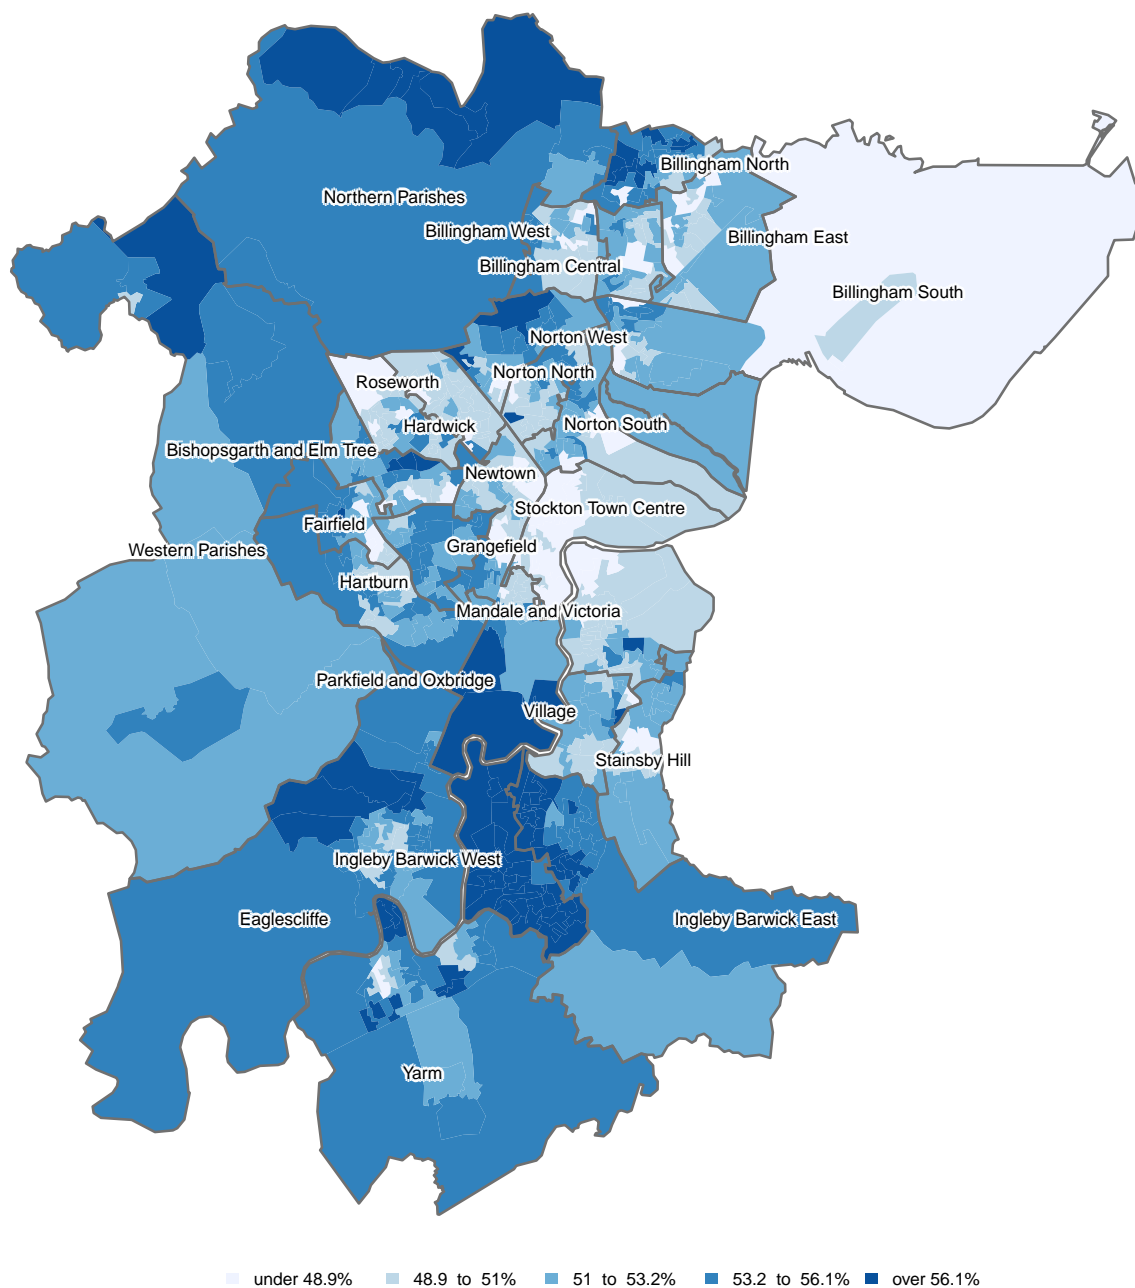 Billingham North
Northern Parishes
Billingham West
Billingham East
Billingham Central
Billingham South
Norton West
Norton North
Roseworth
Hardwick
Norton South
Bishopsgarth and Elm Tree
Newtown
Stockton Town Centre
Fairfield
Grangefield
Western Parishes
Hartburn
Mandale and Victoria
Parkfield and Oxbridge
Village
Stainsby Hill
Ingleby Barwick West
Eaglescliffe
Ingleby Barwick East
Yarm
under 48.9% 48.9 to 51% 51 to 53.2% 53.2 to 56.1% over 56.1%